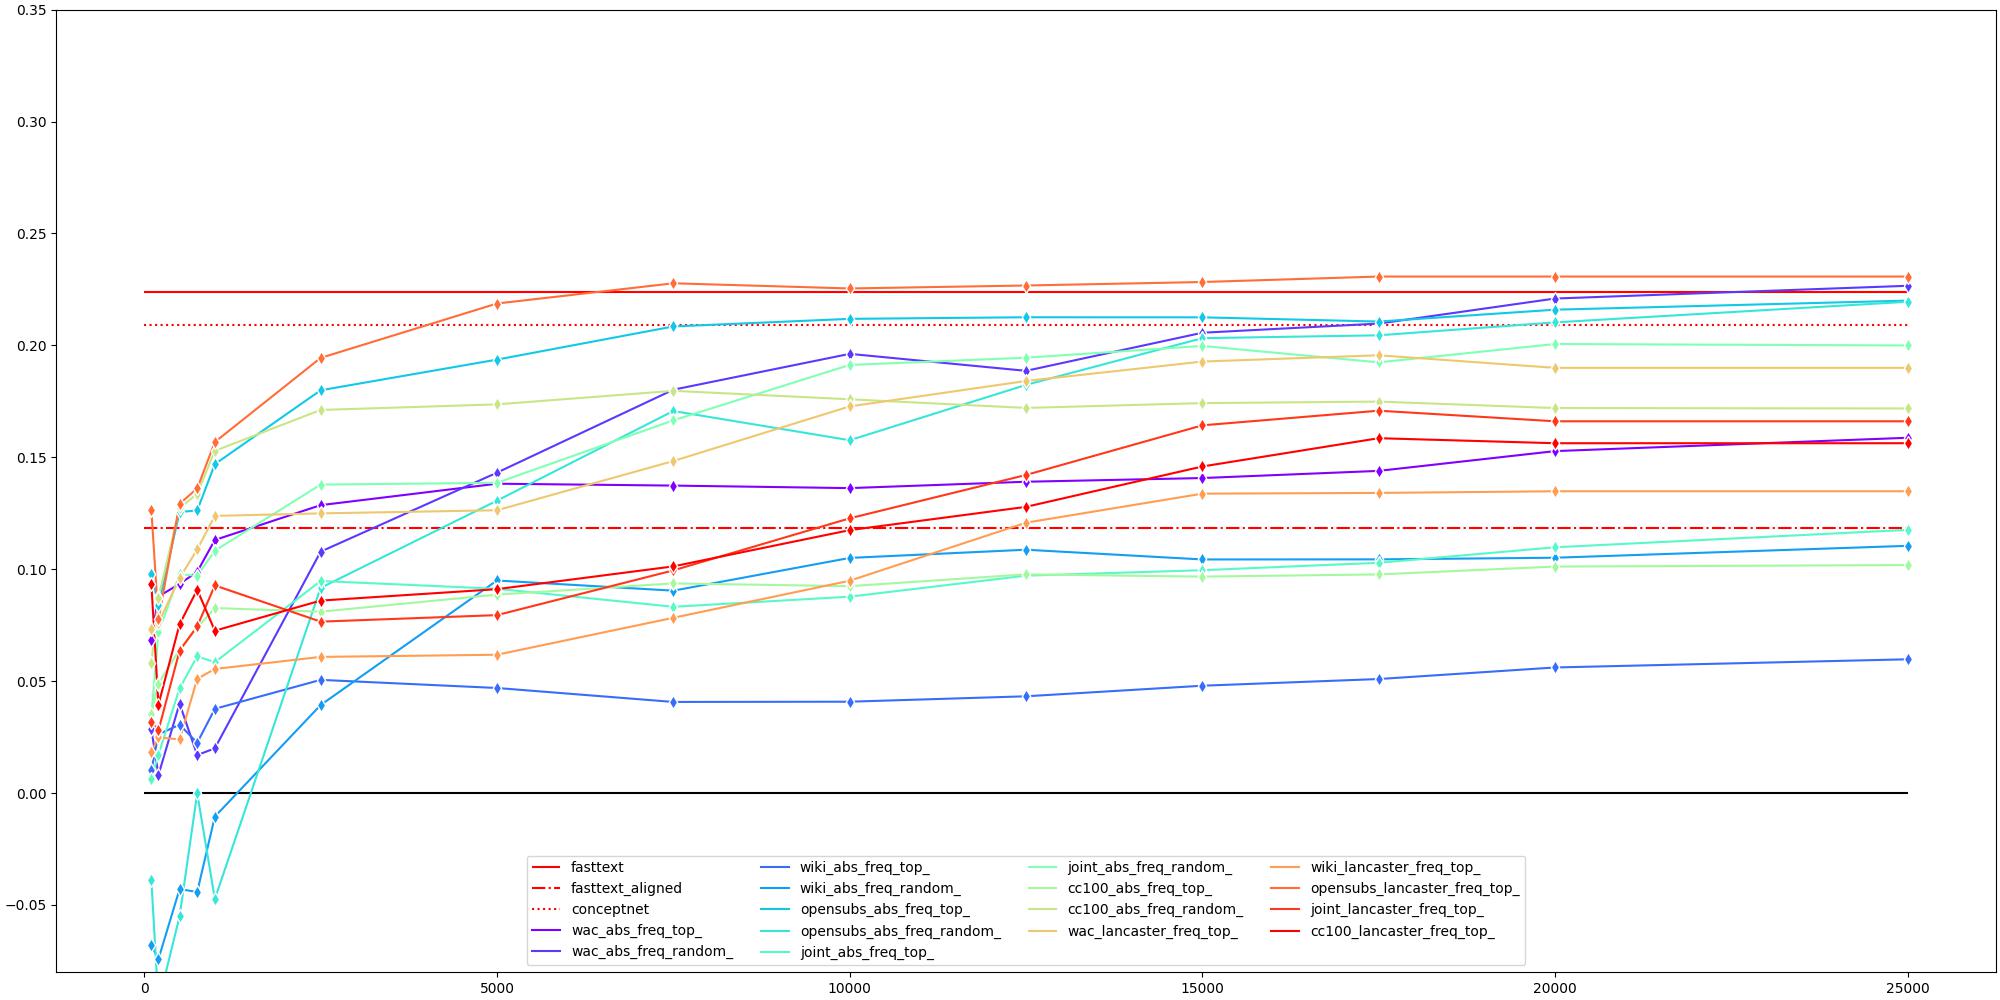 0.35
0.30
0.25
0.20
0.15
0.10
0.05
0.00
−0.05
0
5000
10000
15000
20000
25000
fasttext
fasttext_aligned
conceptnet
wac_abs_freq_top_
wac_abs_freq_random_
wiki_abs_freq_top_
wiki_abs_freq_random_
opensubs_abs_freq_top_
opensubs_abs_freq_random_
joint_abs_freq_top_
joint_abs_freq_random_
cc100_abs_freq_top_
cc100_abs_freq_random_
wac_lancaster_freq_top_
wiki_lancaster_freq_top_
opensubs_lancaster_freq_top_
joint_lancaster_freq_top_
cc100_lancaster_freq_top_